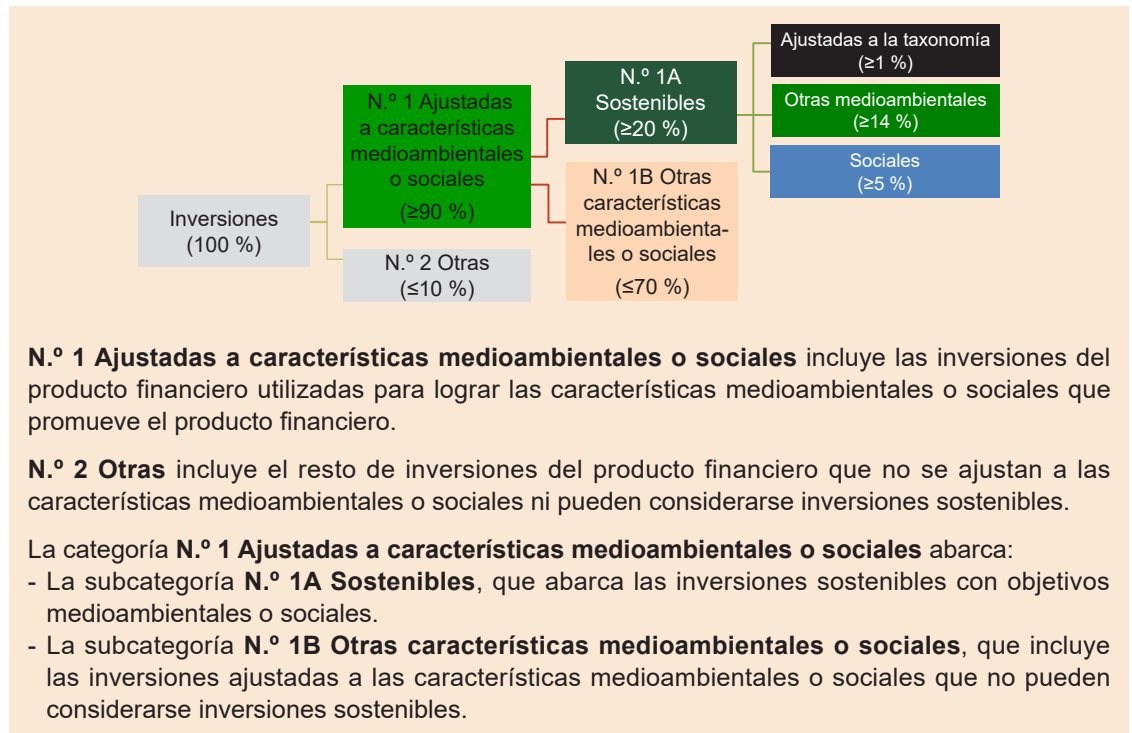 Inversiones
(100 %)
N.º 1 Ajustadas
a características
medioambientales
o sociales
(≥90 %)
N.º 2 Otras
(≤10 %)
N.º 1A
Sostenibles
(≥20 %)
N.º 1B Otras
características
medioambienta-
les o sociales
(≤70 %)
Ajustadas a la taxonomía
(≥1 %)
Otras medioambientales
(≥14 %)
Sociales
(≥5 %)
N.º 1 Ajustadas a características medioambientales o sociales incluye las inversiones del
producto financiero utilizadas para lograr las características medioambientales o sociales que
promueve el producto financiero.
N.º 2 Otras incluye el resto de inversiones del producto financiero que no se ajustan a las
características medioambientales o sociales ni pueden considerarse inversiones sostenibles.
La categoría N.º 1 Ajustadas a características medioambientales o sociales abarca:
- La subcategoría N.º 1A Sostenibles, que abarca las inversiones sostenibles con objetivos
medioambientales o sociales.
- La subcategoría N.º 1B Otras características medioambientales o sociales, que incluye
las inversiones ajustadas a las características medioambientales o sociales que no pueden
considerarse inversiones sostenibles.